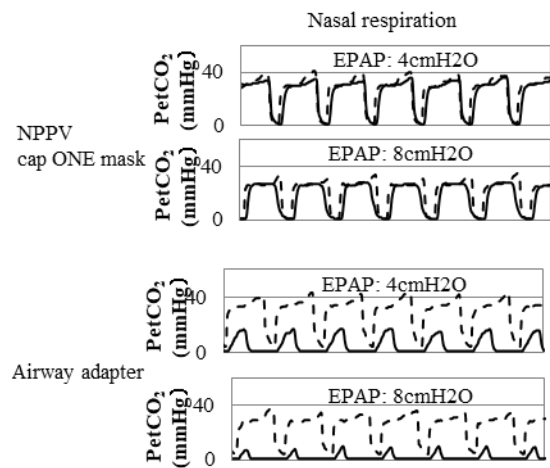 Nasal respiration
EPAP: 4cmH2O
PetCO2
(mmHg)
40
0
NPPV
cap ONE mask
EPAP: 8cmH2O
PetCO2
(mmHg)
40
0
EPAP: 4cmH2O
PetCO2
(mmHg)
40
0
Airway adapter
EPAP: 8cmH2O
PetCO2
(mmHg)
40
0